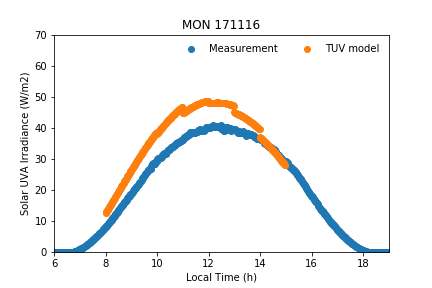 MON 171116
Measurement
TUV model
70
60
50
40
30
20
10
0
Solar UVA Irradiance (W/m2)
6 8 10 12 14 16 18
Local Time (h)